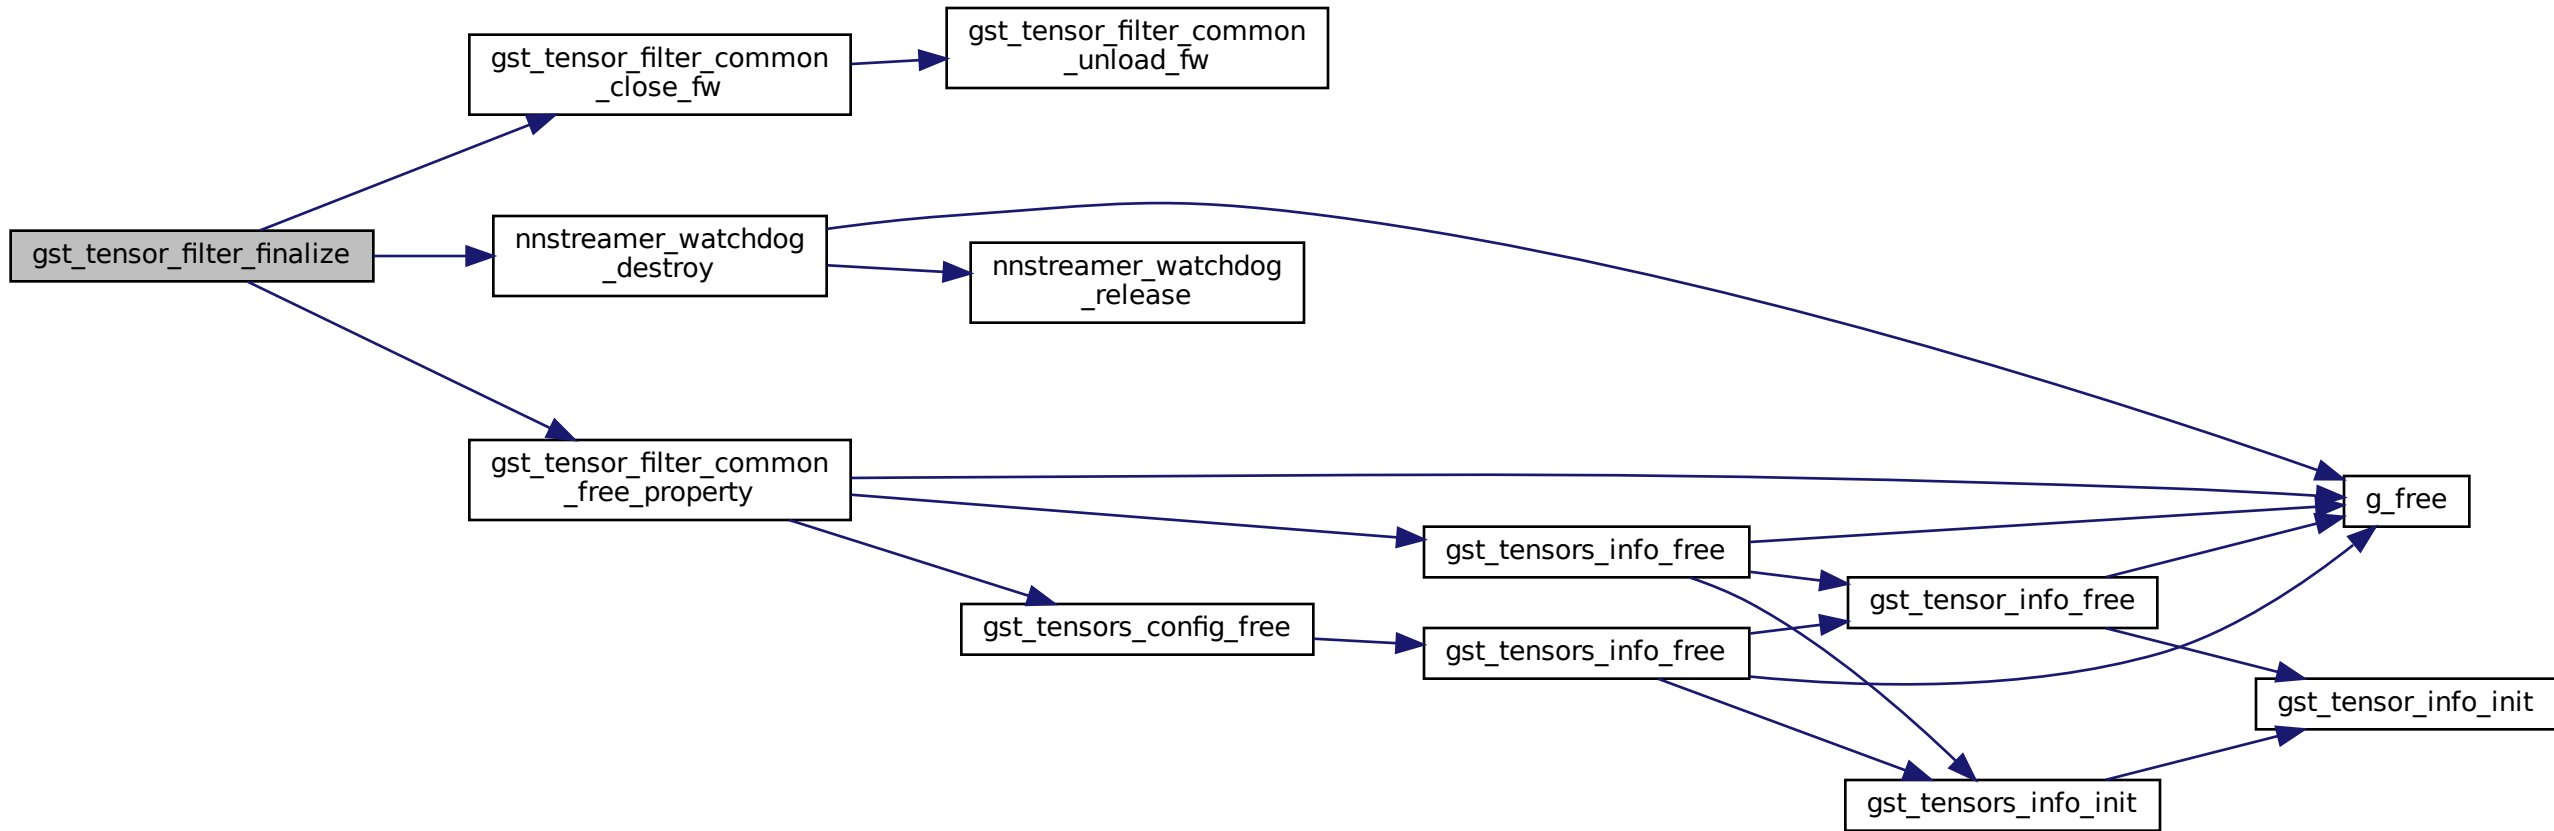 gst_tensor_filter_finalize
gst_tensor_filter_common
_close_fw
gst_tensor_filter_common
_unload_fw
nnstreamer_watchdog
_destroy
nnstreamer_watchdog
_release
gst_tensor_filter_common
_free_property
g_free
gst_tensors_info_free
gst_tensor_info_free
gst_tensors_config_free
gst_tensors_info_free
gst_tensor_info_init
gst_tensors_info_init